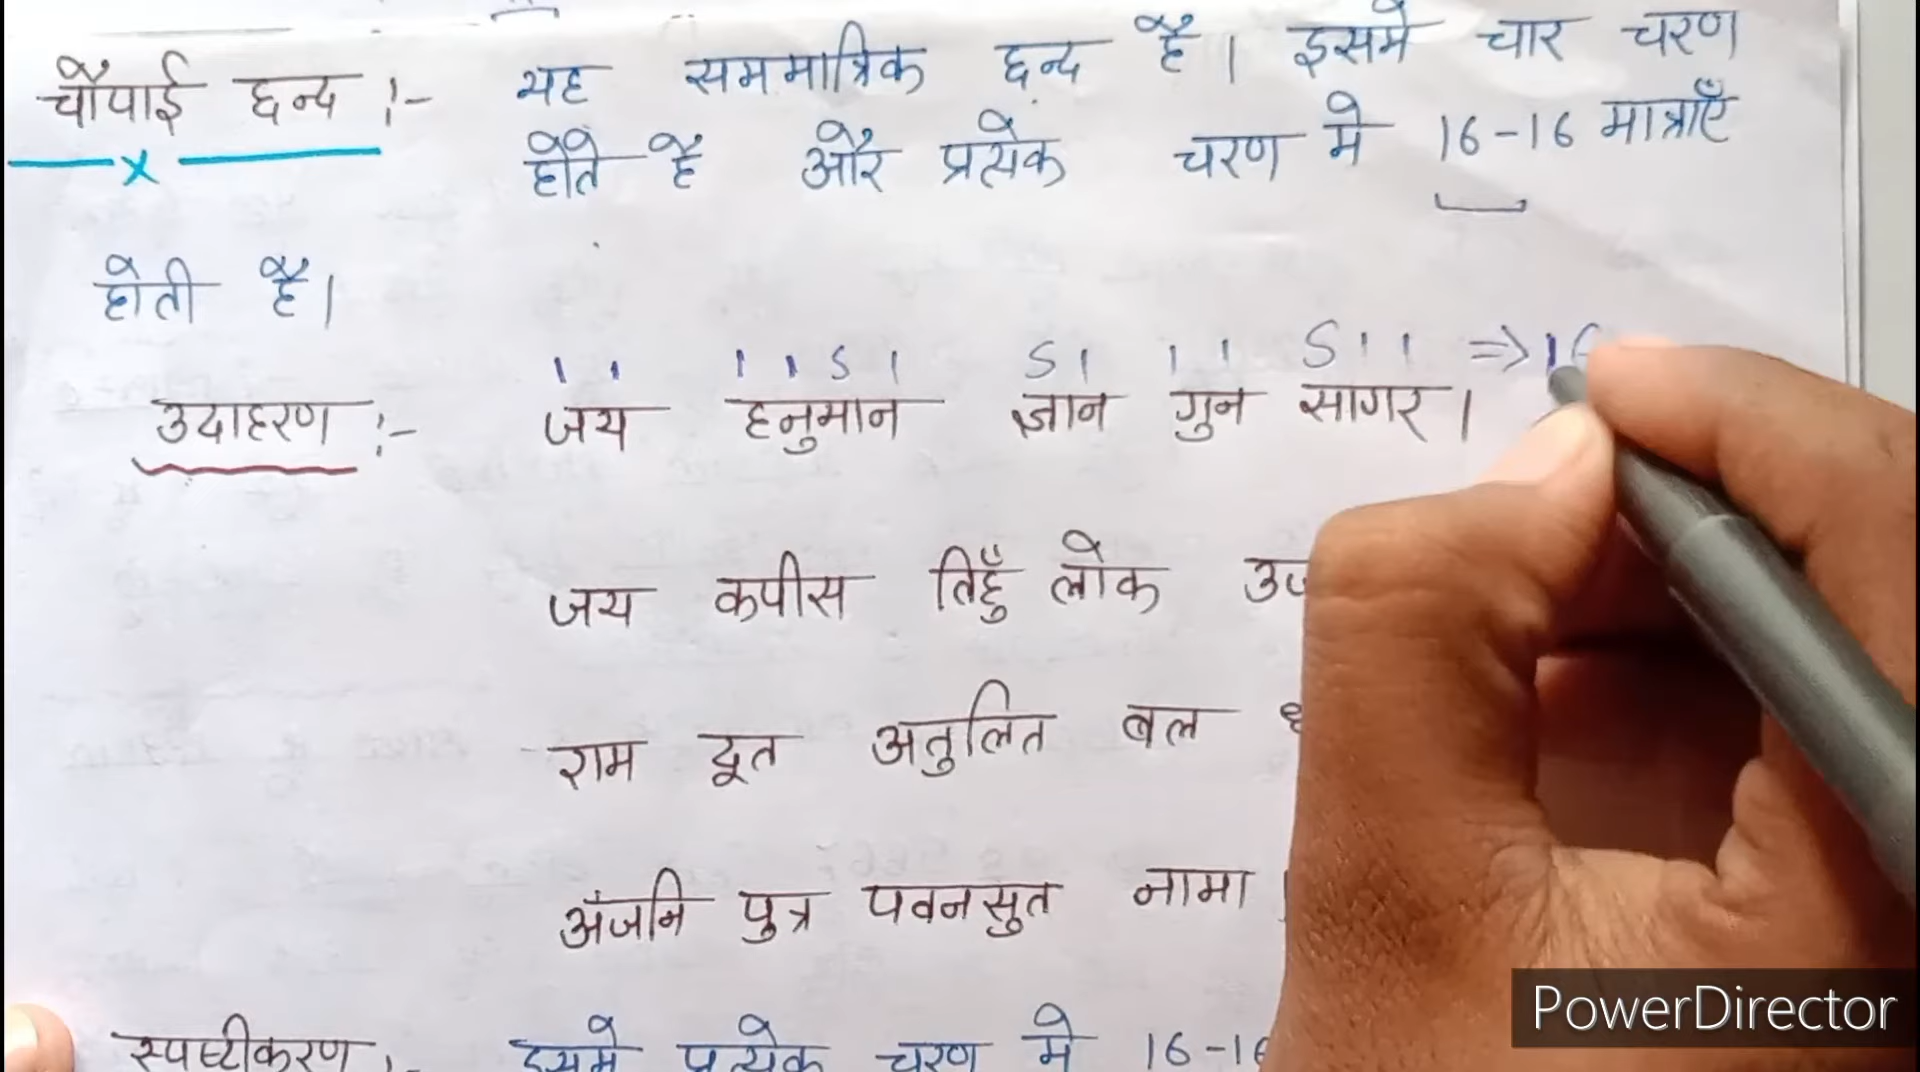 चौपाई छन्द :- यह सममात्रिक छन्द है। इसमे चार चरण
होते है और प्रत्येक चरण मे 16-16 मात्राएँ
होती है।
।। ।।ऽ। ऽ। ।। ऽ।। => 16
उदाहरण :- जय हनुमान ज्ञान गुन सागर।
जय कपीस तिहुँ लोक
राम दूत अतुलित बल
अंजनि पुत्र पवनसुत नामा।
स्पष्टीकरण :- इसमे प्रत्येक चरण मे 16-16
PowerDirector